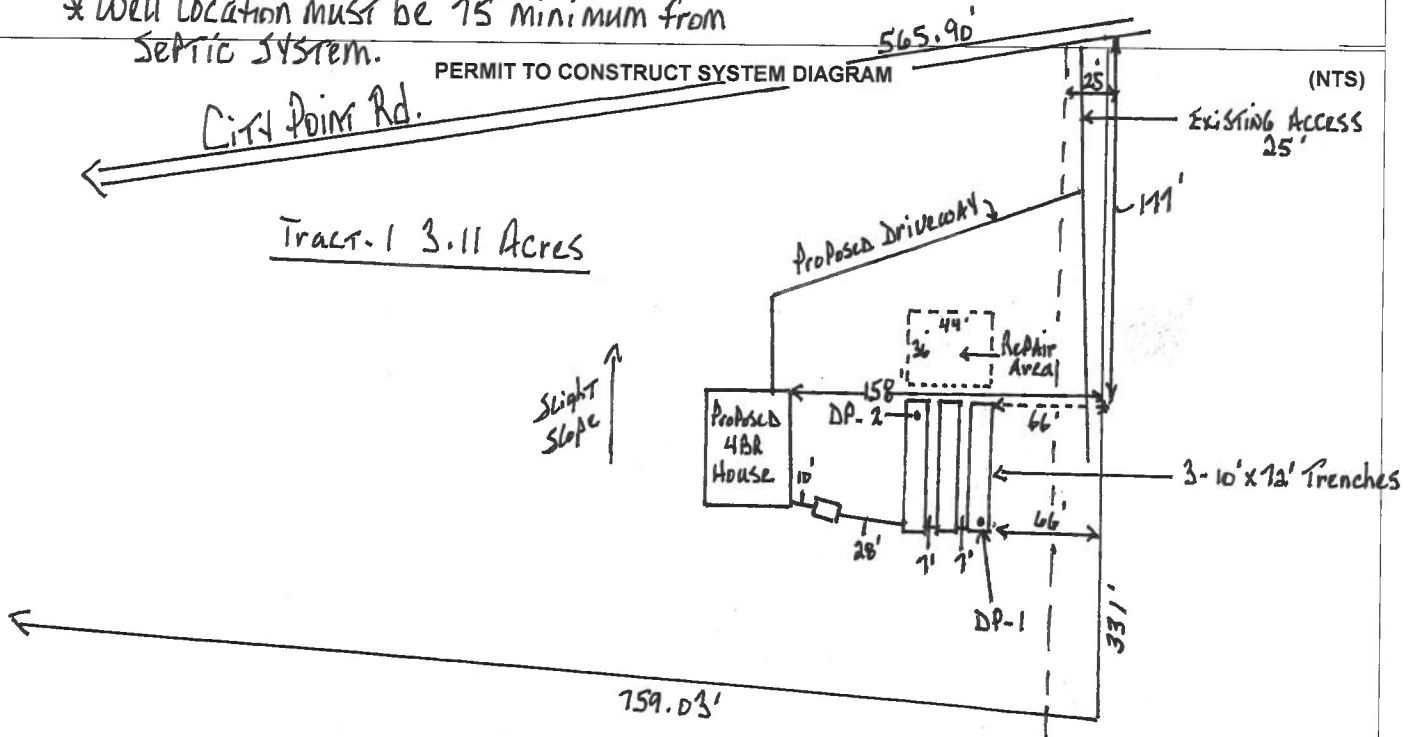 * Well Location must be 75 minimum from
Septic System.
565.90'
PERMIT TO CONSTRUCT SYSTEM DIAGRAM
(NTS)
City Point Rd.
25'
Existing Access
25'
177'
Tract. 1 3.11 Acres
Proposed Driveway
44'
36'
Repair
Area
Slight
Slope
158'
Proposed
4BR
House
DP-2
66'
3-10'x72' Trenches
10'
28'
7'
7'
66'
DP-1
331'
759.03'